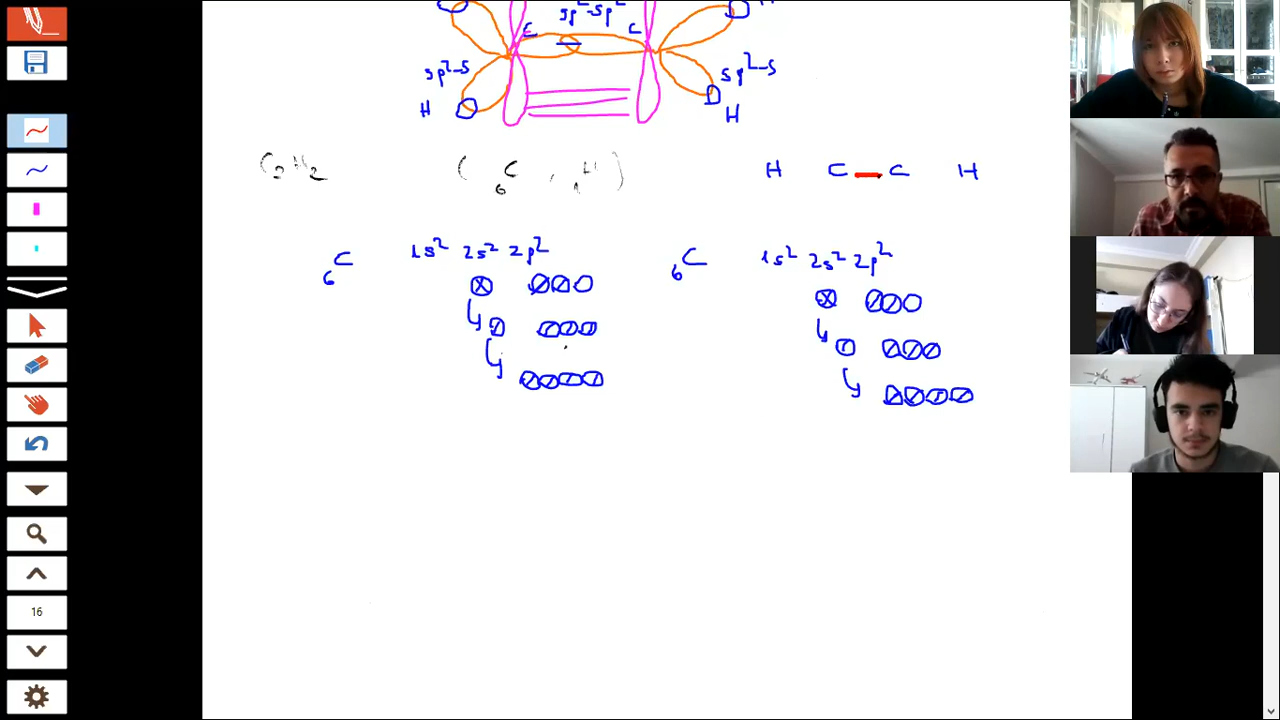 sp²-sp²
H
C C
sp²-s sp²-s
H H
C₂H₂ ( ₆C , ₁H ) H C — C H
₆C 1s² 2s² 2p² ₆C 1s² 2s² 2p²
16